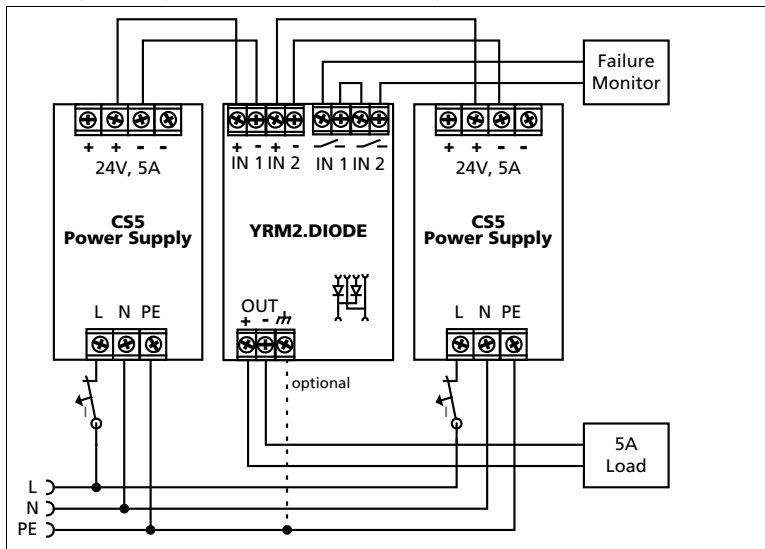 Failure
Monitor
+ + - -
24V, 5A
CS5
Power Supply
L N PE
+ - + -
IN 1 IN 2 IN 1 IN 2
YRM2.DIODE
OUT
+ -
optional
+ + - -
24V, 5A
CS5
Power Supply
L N PE
I
I
5A
Load
L
N
PE